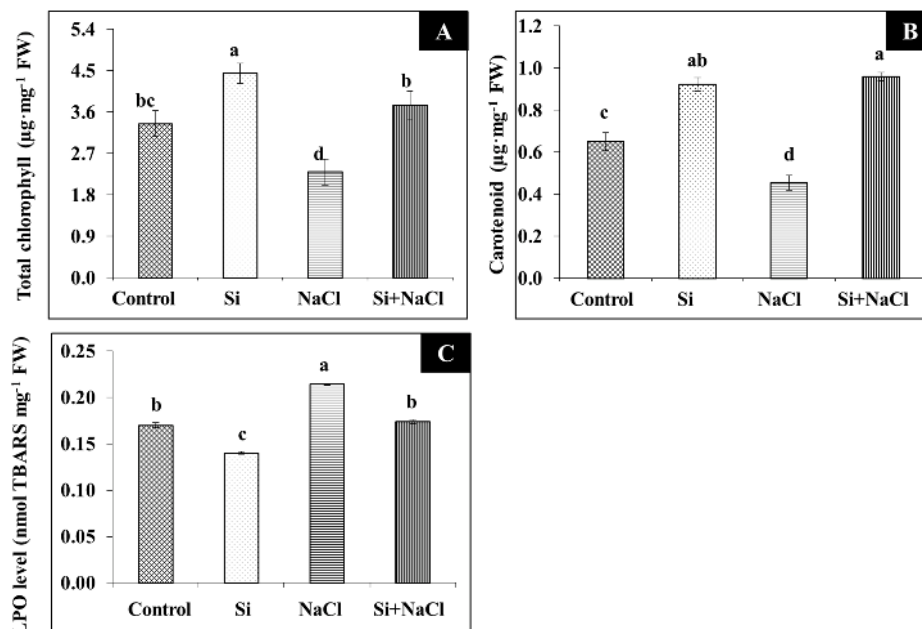 A
Total chlorophyll (µg·mg⁻¹ FW)
5.4
4.5
3.6
2.7
1.8
0.9
0.0
bc
a
d
b
Control Si NaCl Si+NaCl
B
Carotenoid (µg·mg⁻¹ FW)
1.2
1.0
0.8
0.6
0.4
0.2
0.0
c
ab
d
a
Control Si NaCl Si+NaCl
C
LPO level (nmol TBARS mg⁻¹ FW)
0.25
0.20
0.15
0.10
0.05
0.00
b
c
a
b
Control Si NaCl Si+NaCl